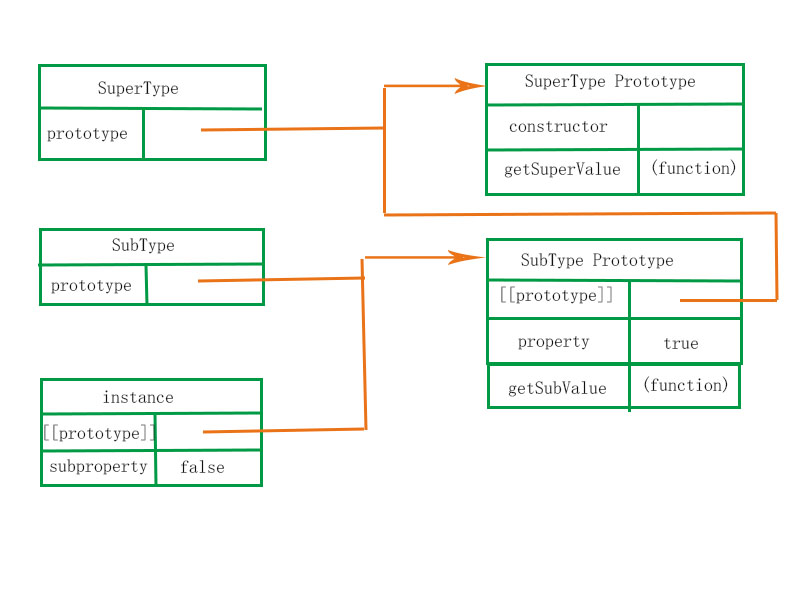 SuperType
prototype
SuperType Prototype
constructor
getSuperValue (function)
SubType
prototype
SubType Prototype
[[prototype]]
property true
getSubValue (function)
instance
[[prototype]]
subproperty false